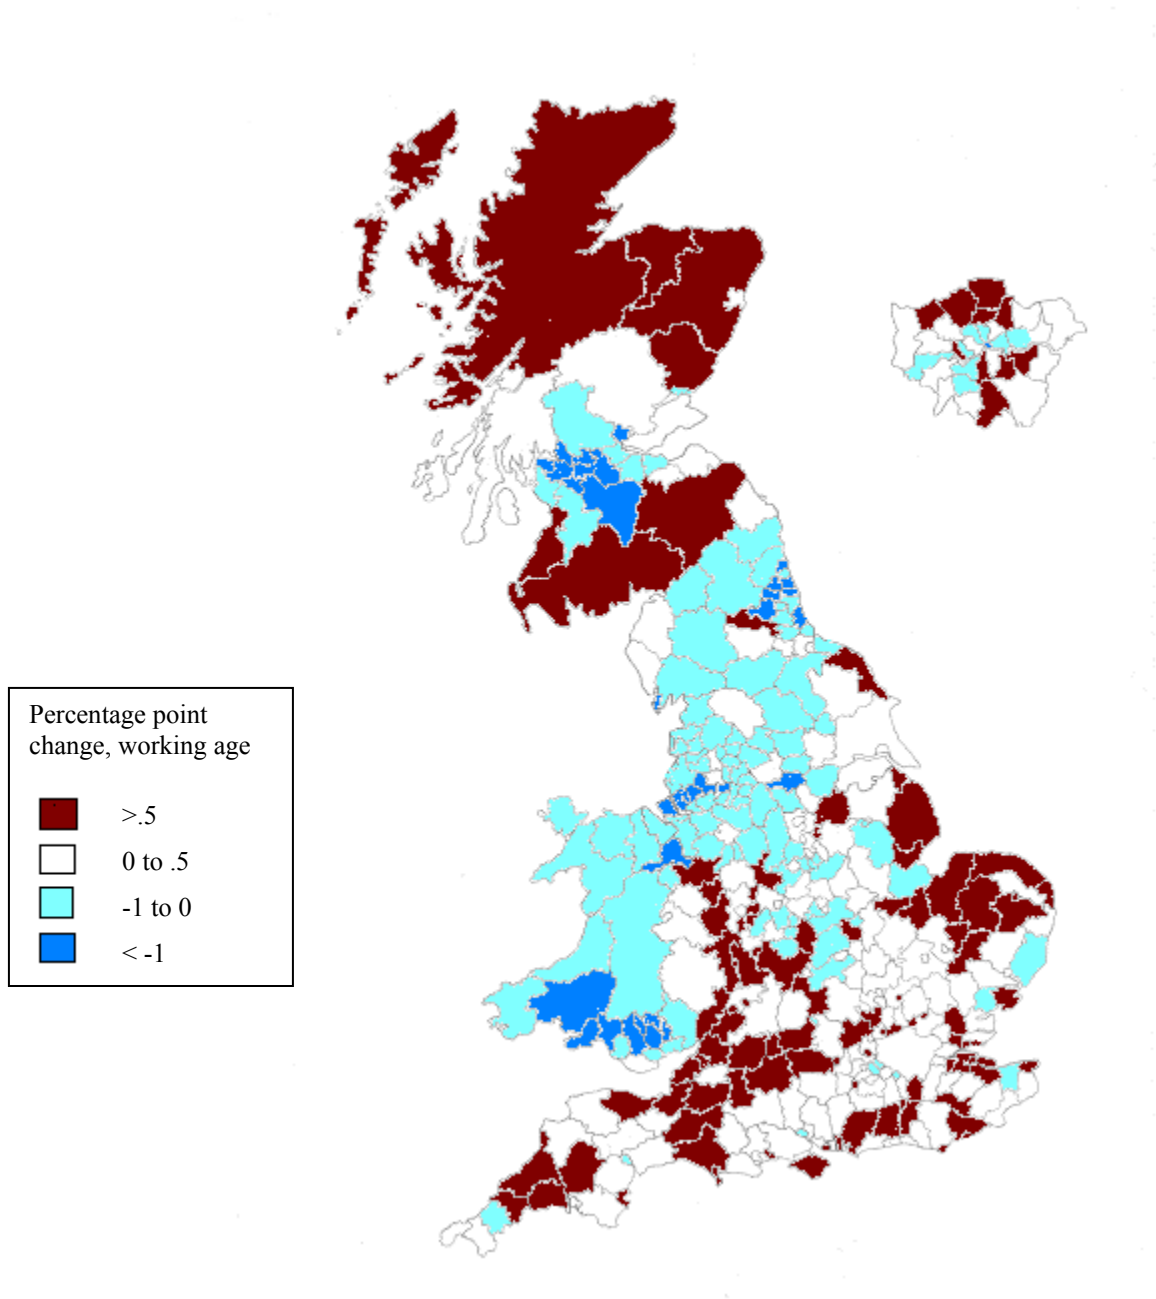 Percentage point
change, working age
>.5
0 to .5
-1 to 0
< -1